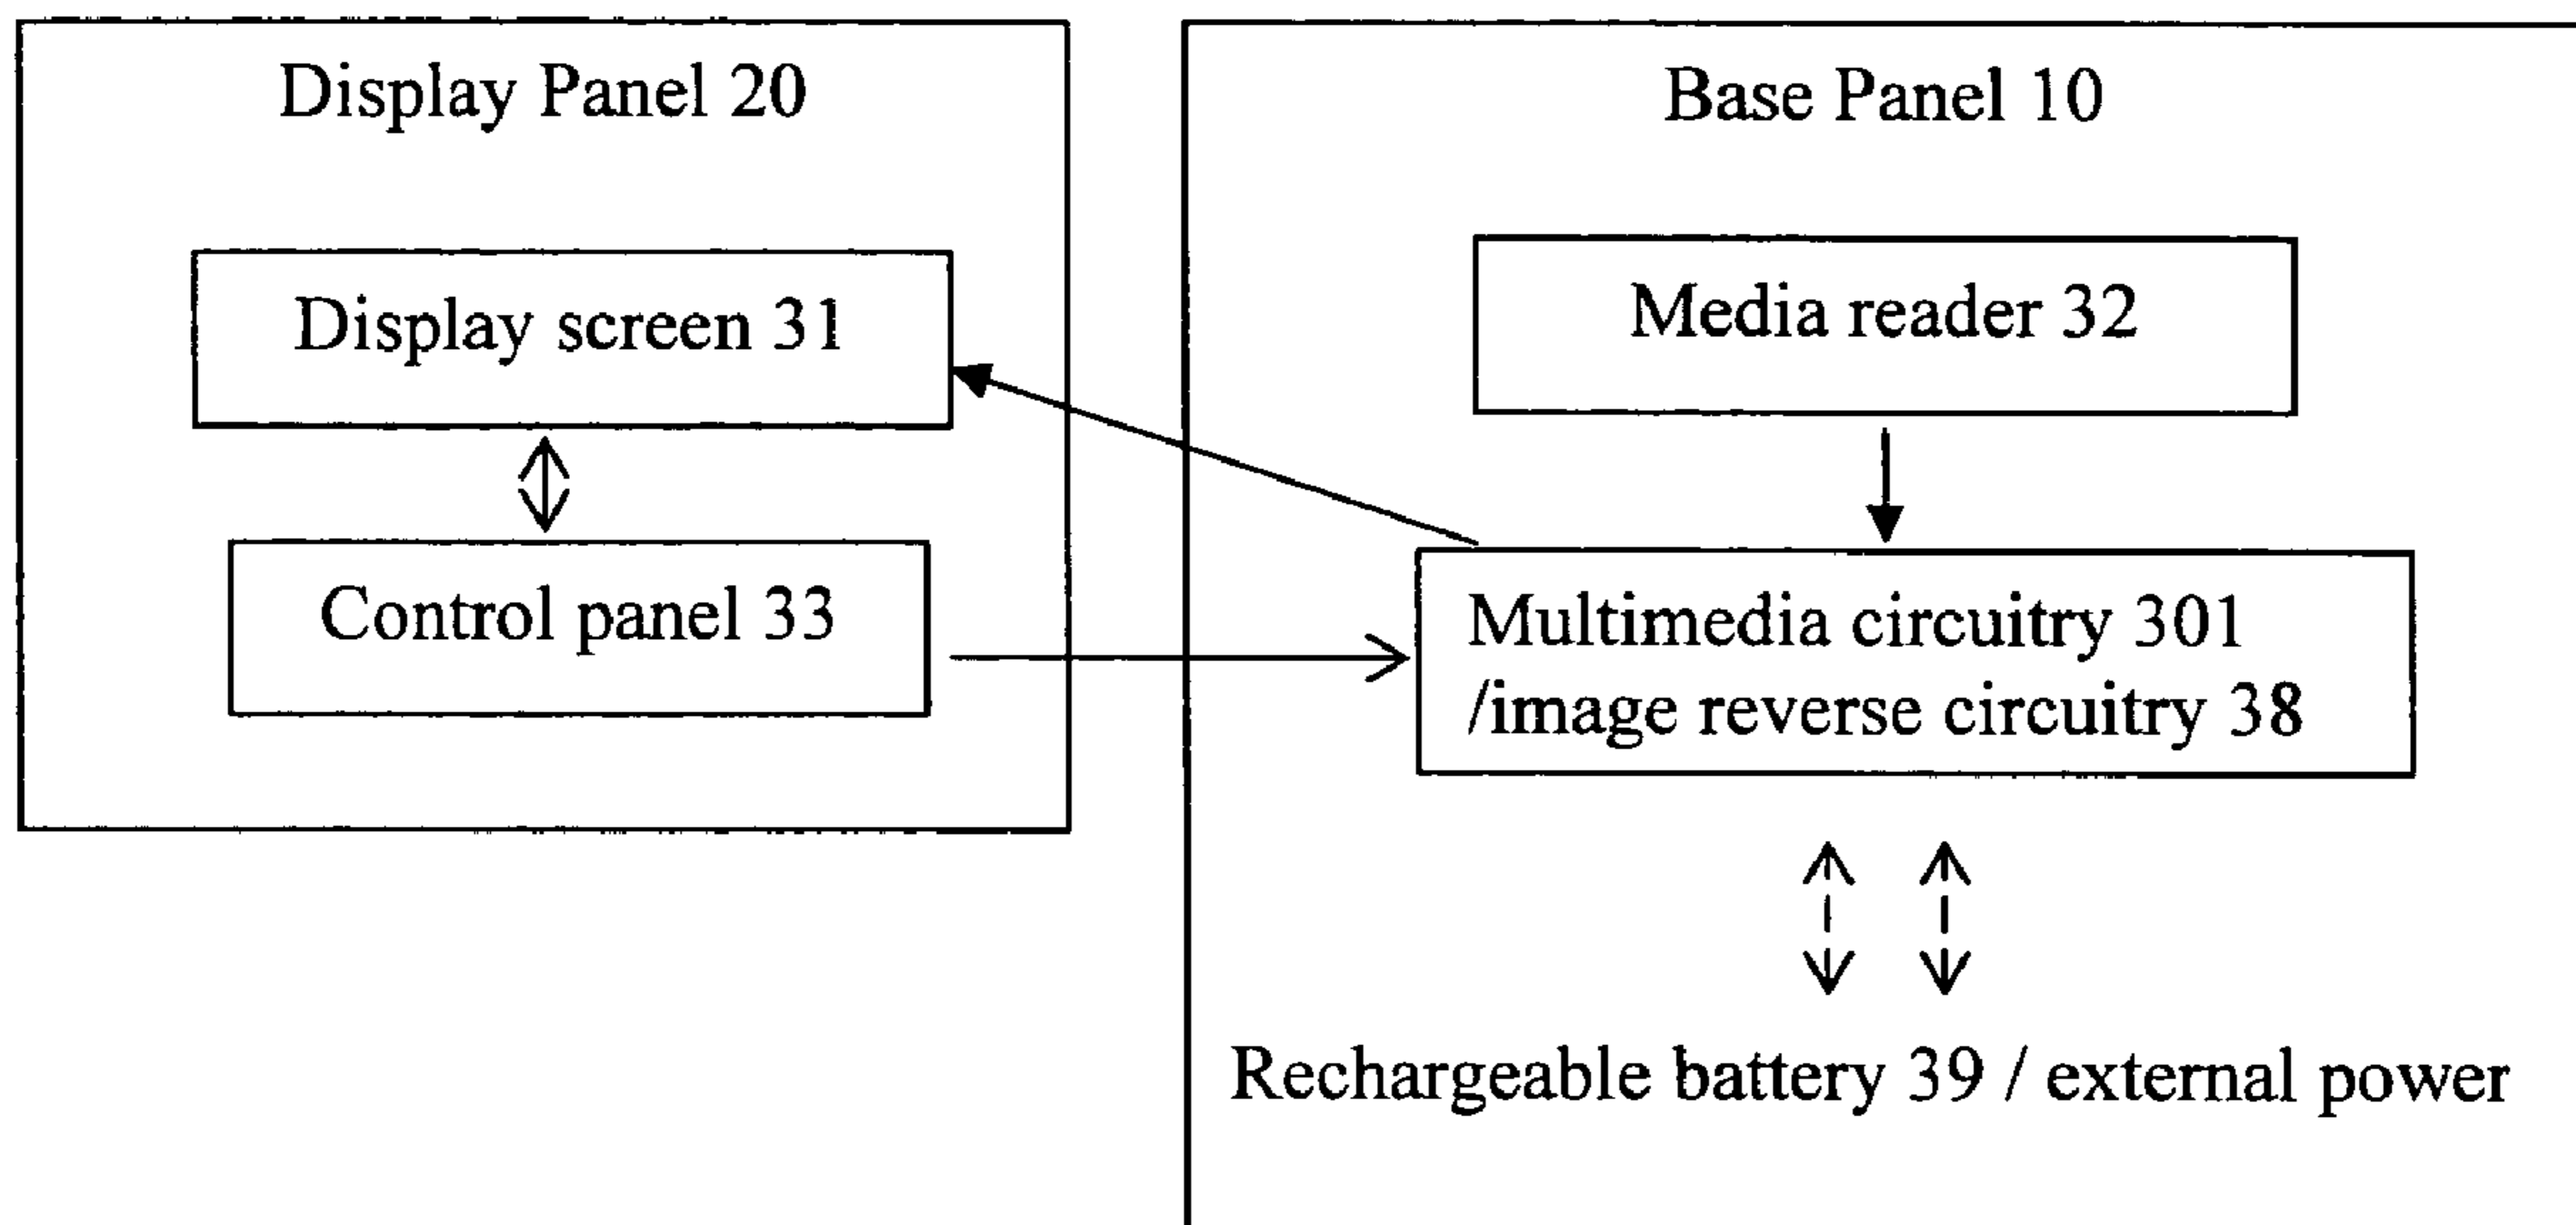 Display Panel 20
Display screen 31
Control panel 33
Base Panel 10
Media reader 32
Multimedia circuitry 301
/image reverse circuitry 38
Rechargeable battery 39 / external power